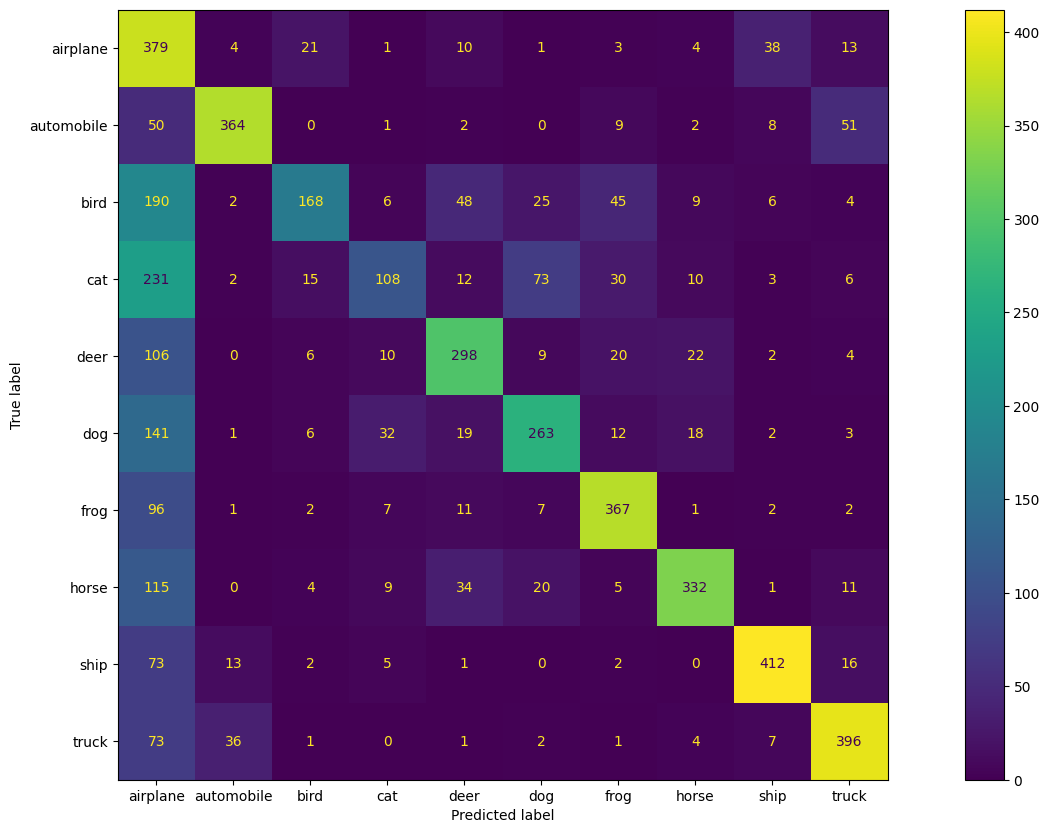 airplane 379 4 21 1 10 1 3 4 38 13
automobile 50 364 0 1 2 0 9 2 8 51
bird 190 2 168 6 48 25 45 9 6 4
cat 231 2 15 108 12 73 30 10 3 6
deer 106 0 6 10 298 9 20 22 2 4
dog 141 1 6 32 19 263 12 18 2 3
frog 96 1 2 7 11 7 367 1 2 2
horse 115 0 4 9 34 20 5 332 1 11
ship 73 13 2 5 1 0 2 0 412 16
truck 73 36 1 0 1 2 1 4 7 396
airplane automobile bird cat deer dog frog horse ship truck
Predicted label
True label
400
350
300
250
200
150
100
50
0